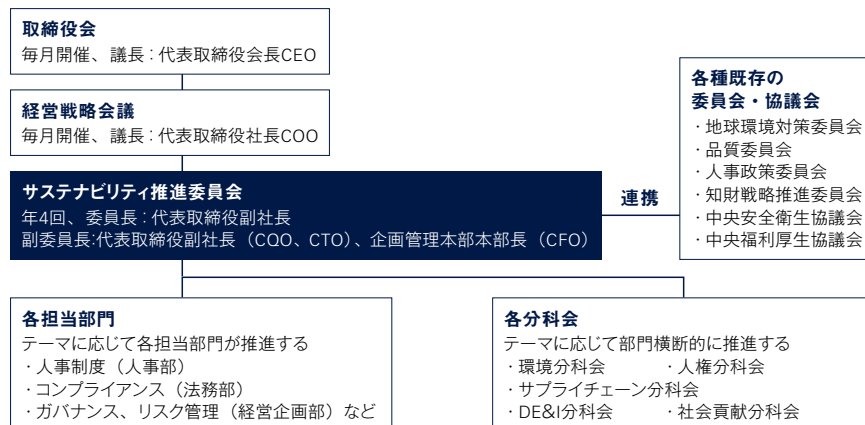 取締役会
毎月開催、議長：代表取締役会長CEO
経営戦略会議
毎月開催、議長：代表取締役社長COO
サステナビリティ推進委員会
年4回、委員長：代表取締役副社長
副委員長:代表取締役副社長（CQO、CTO）、企画管理本部本部長（CFO）
連携
各種既存の
委員会・協議会
・地球環境対策委員会
・品質委員会
・人事政策委員会
・知財戦略推進委員会
・中央安全衛生協議会
・中央福利厚生協議会
各担当部門
テーマに応じて各担当部門が推進する
・人事制度（人事部）
・コンプライアンス（法務部）
・ガバナンス、リスク管理（経営企画部）など
各分科会
テーマに応じて部門横断的に推進する
・環境分科会 ・人権分科会
・サプライチェーン分科会
・DE&I分科会 ・社会貢献分科会